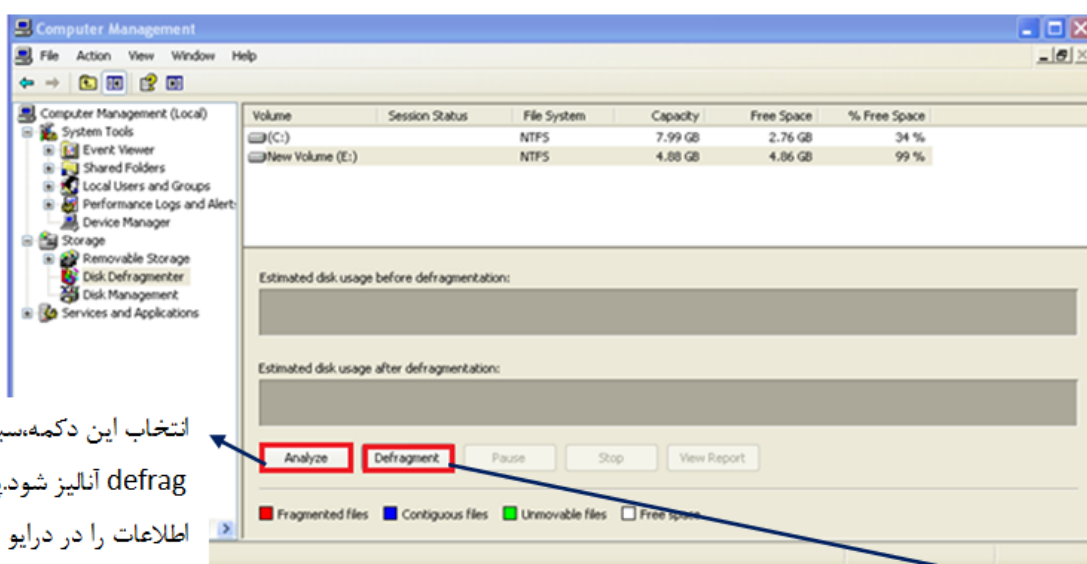 Computer Management
File Action View Window Help
Computer Management (Local)
System Tools
Event Viewer
Shared Folders
Local Users and Groups
Performance Logs and Alert
Device Manager
Storage
Removable Storage
Disk Defragmenter
Disk Management
Services and Applications
Volume Session Status File System Capacity Free Space % Free Space
(C:) NTFS 7.99 GB 2.76 GB 34 %
New Volume (E:) NTFS 4.88 GB 4.86 GB 99 %
Estimated disk usage before defragmentation:
Estimated disk usage after defragmentation:
Analyze Defragment Pause Stop View Report
Fragmented files Contiguous files Unmovable files Free space
انتخاب این دکمه،
defrag آنالیز شود.
اطلاعات را در درایو